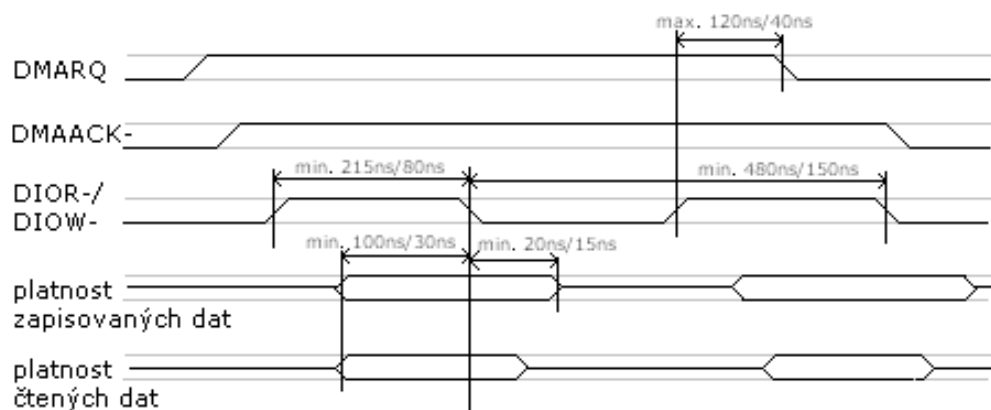 max. 120ns/40ns
DMARQ
DMAACK-
min. 215ns/80ns
min. 480ns/150ns
DIOR-/
DIOW-
min. 100ns/30ns
min. 20ns/15ns
platnost
zapisovaných dat
platnost
čtených dat